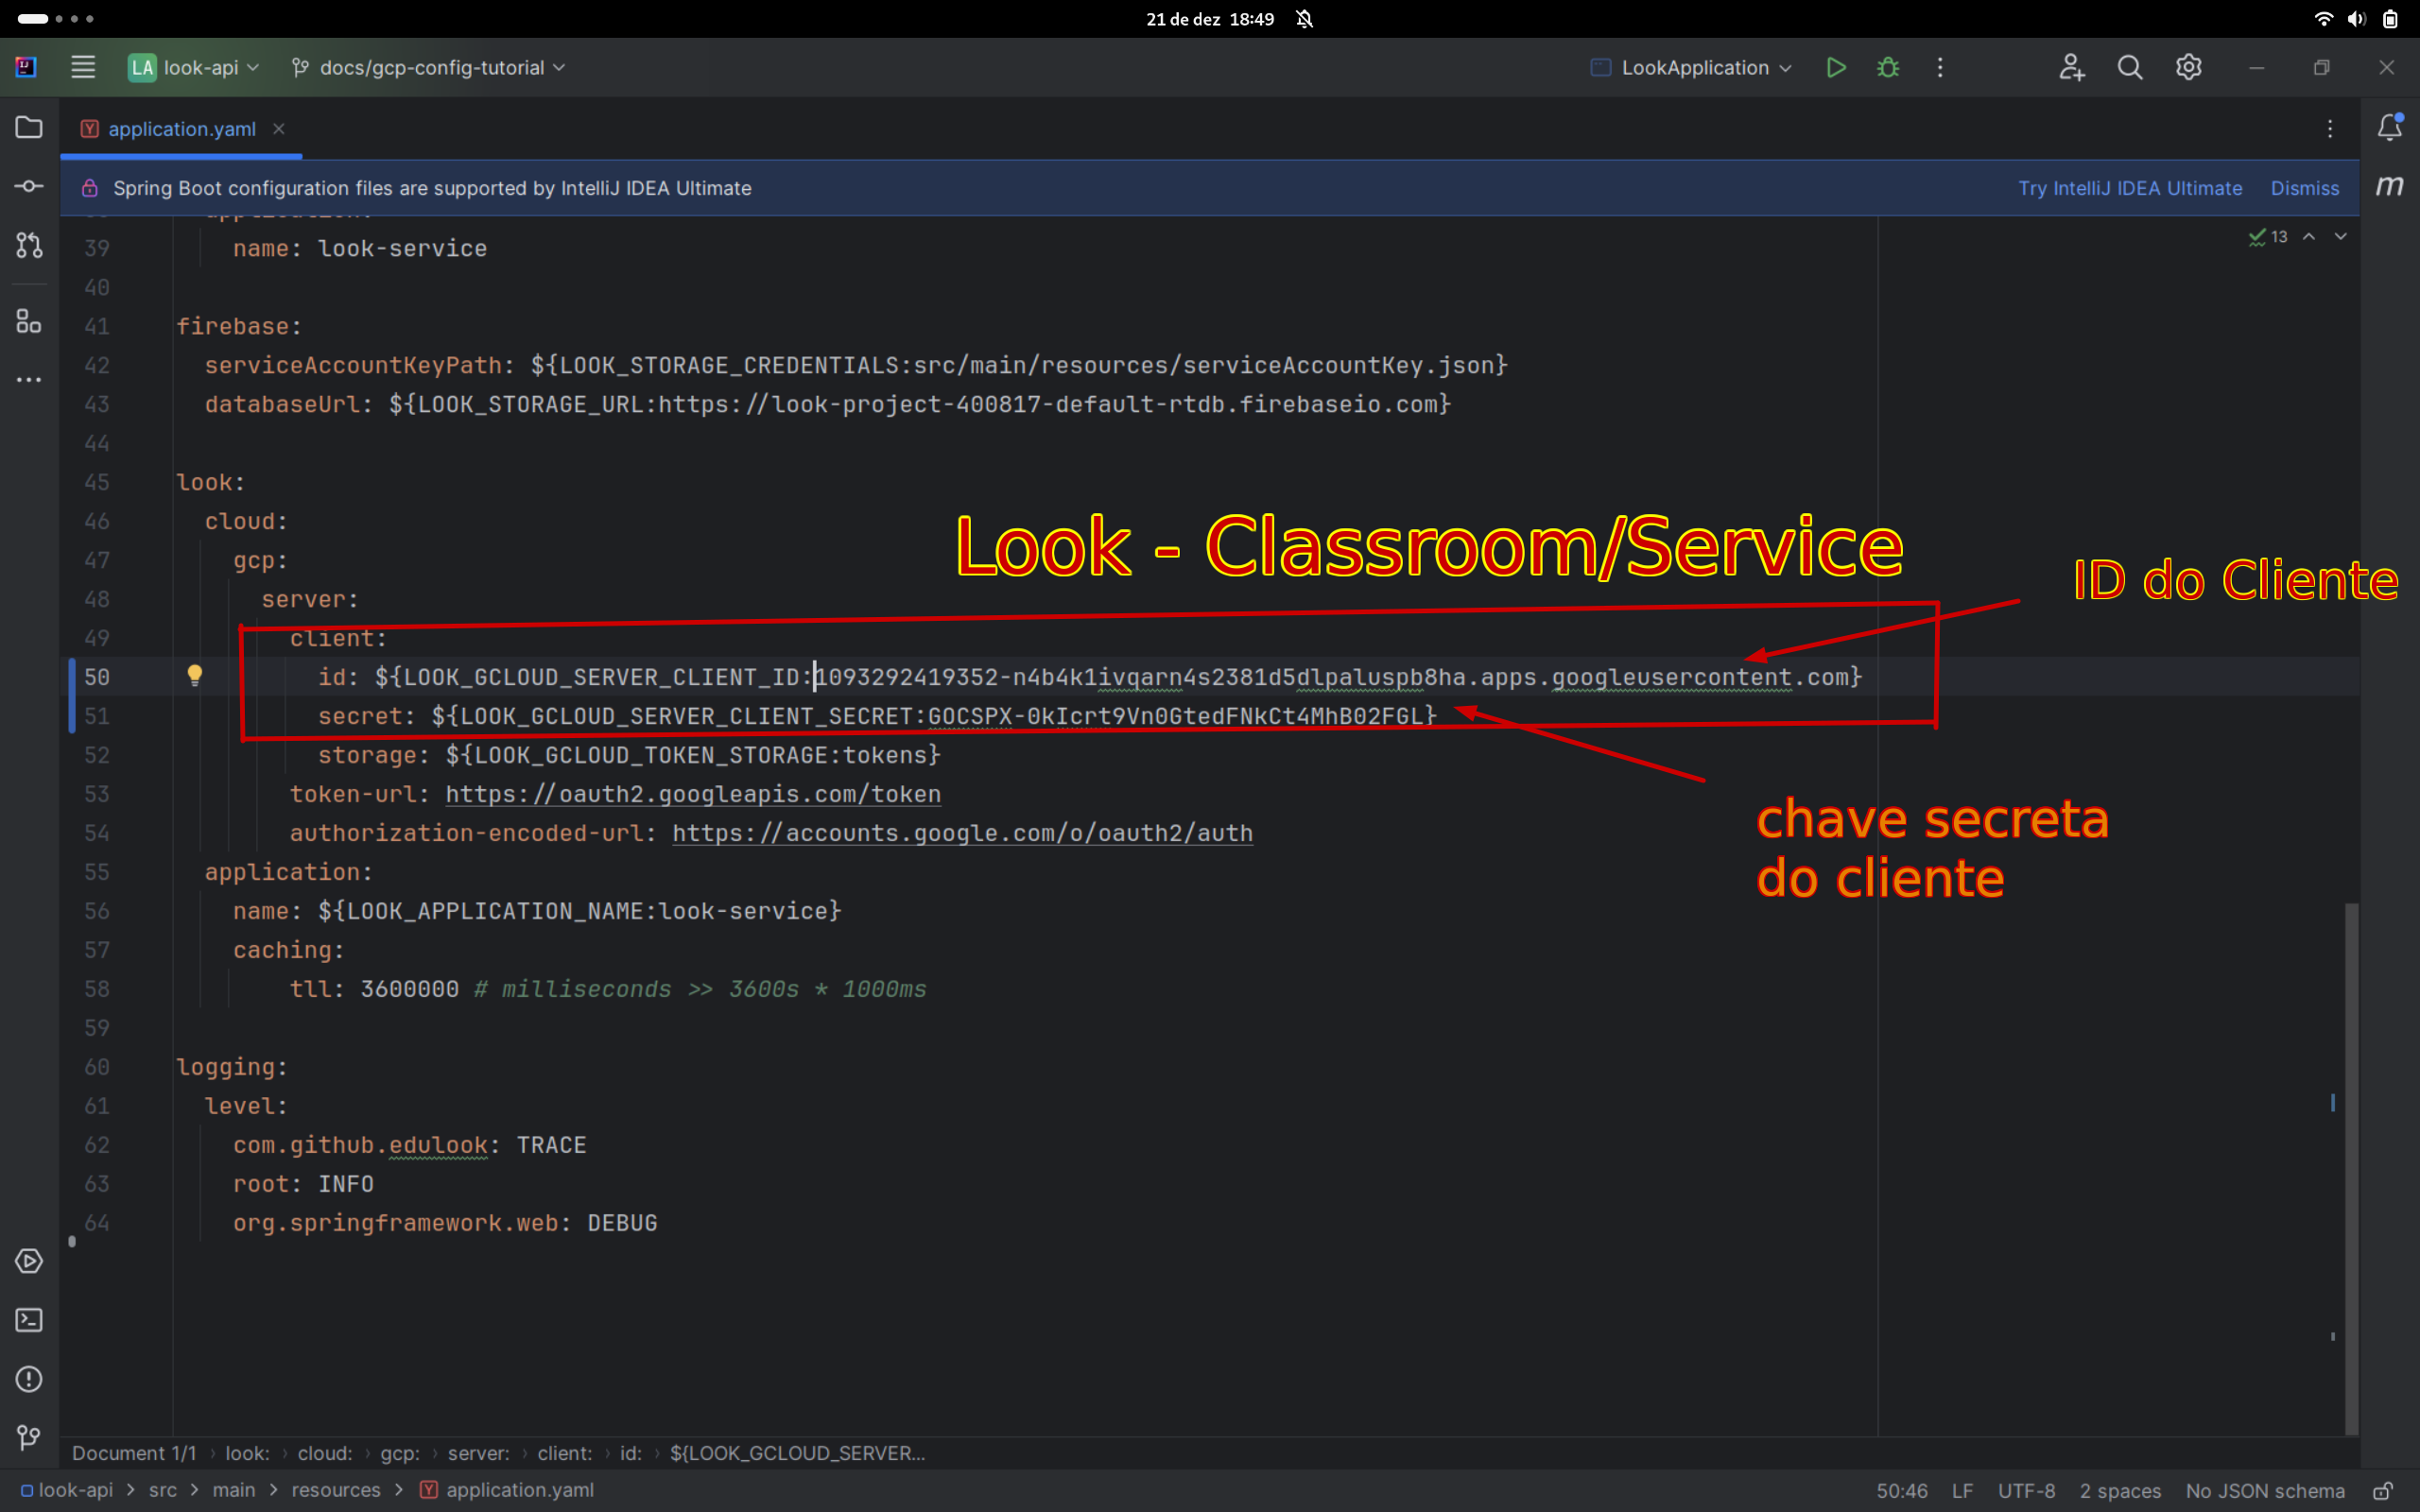 21 de dez 18:49
LA look-api docs/gcp-config-tutorial LookApplication
application.yaml
Spring Boot configuration files are supported by IntelliJ IDEA Ultimate Try IntelliJ IDEA Ultimate Dismiss
13
39 name: look-service
40
41 firebase:
42 serviceAccountKeyPath: ${LOOK_STORAGE_CREDENTIALS:src/main/resources/serviceAccountKey.json}
43 databaseUrl: ${LOOK_STORAGE_URL:https://look-project-400817-default-rtdb.firebaseio.com}
44
45 look:
46 cloud:
47 gcp:
48 server:
49 client:
50 id: ${LOOK_GCLOUD_SERVER_CLIENT_ID:1093292419352-n4b4k1ivqarn4s2381d5dlpaluspb8ha.apps.googleusercontent.com}
51 secret: ${LOOK_GCLOUD_SERVER_CLIENT_SECRET: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}
52 storage: ${LOOK_GCLOUD_TOKEN_STORAGE:tokens}
53 token-url: https://oauth2.googleapis.com/token
54 authorization-encoded-url: https://accounts.google.com/o/oauth2/auth
55 application:
56 name: ${LOOK_APPLICATION_NAME:look-service}
57 caching:
58 tll: 3600000 # milliseconds >> 3600s * 1000ms
59
60 logging:
61 level:
62 com.github.edulook: TRACE
63 root: INFO
64 org.springframework.web: DEBUG
Look - Classroom/Service
ID do Cliente
chave secreta
do cliente
Document 1/1 › look: › cloud: › gcp: › server: › client: › id: › ${LOOK_GCLOUD_SERVER...
look-api > src > main > resources > application.yaml 50:46 LF UTF-8 2 spaces No JSON schema